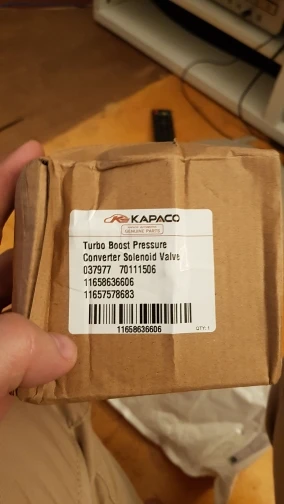 KAPACO
GENUINE PARTS
Turbo Boost Pressure
Converter Solenoid Valve
037977 70111506
11658636606
11657578683
11658636606
QTY: 1